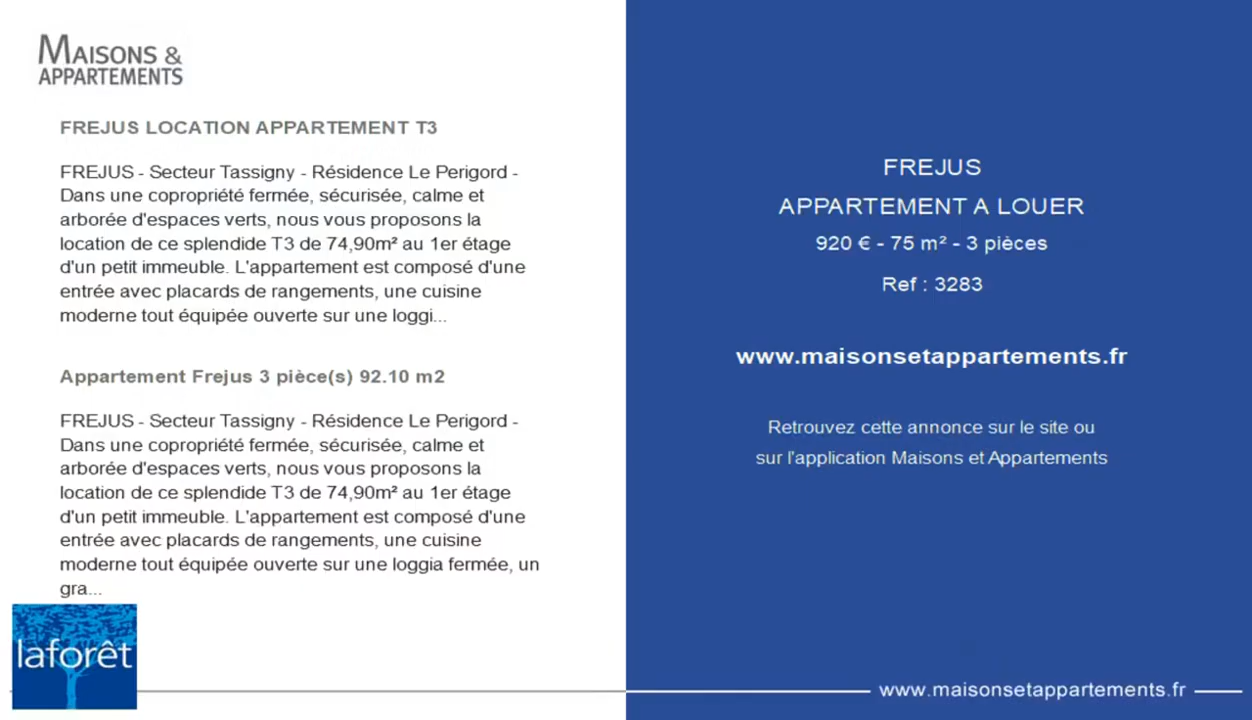 MAISONS &
APPARTEMENTS
FREJUS LOCATION APPARTEMENT T3
FREJUS - Secteur Tassigny - Résidence Le Perigord -
Dans une copropriété fermée, sécurisée, calme et
arborée d'espaces verts, nous vous proposons la
location de ce splendide T3 de 74,90m² au 1er étage
d'un petit immeuble. L'appartement est composé d'une
entrée avec placards de rangements, une cuisine
moderne tout équipée ouverte sur une loggi...
Appartement Frejus 3 pièce(s) 92.10 m2
FREJUS - Secteur Tassigny - Résidence Le Perigord -
Dans une copropriété fermée, sécurisée, calme et
arborée d'espaces verts, nous vous proposons la
location de ce splendide T3 de 74,90m² au 1er étage
d'un petit immeuble. L'appartement est composé d'une
entrée avec placards de rangements, une cuisine
moderne tout équipée ouverte sur une loggia fermée, un
gra...
laforêt
FREJUS
APPARTEMENT A LOUER
920 € - 75 m² - 3 pièces
Ref : 3283
www.maisonsetappartements.fr
Retrouvez cette annonce sur le site ou
sur l'application Maisons et Appartements
www.maisonsetappartements.fr